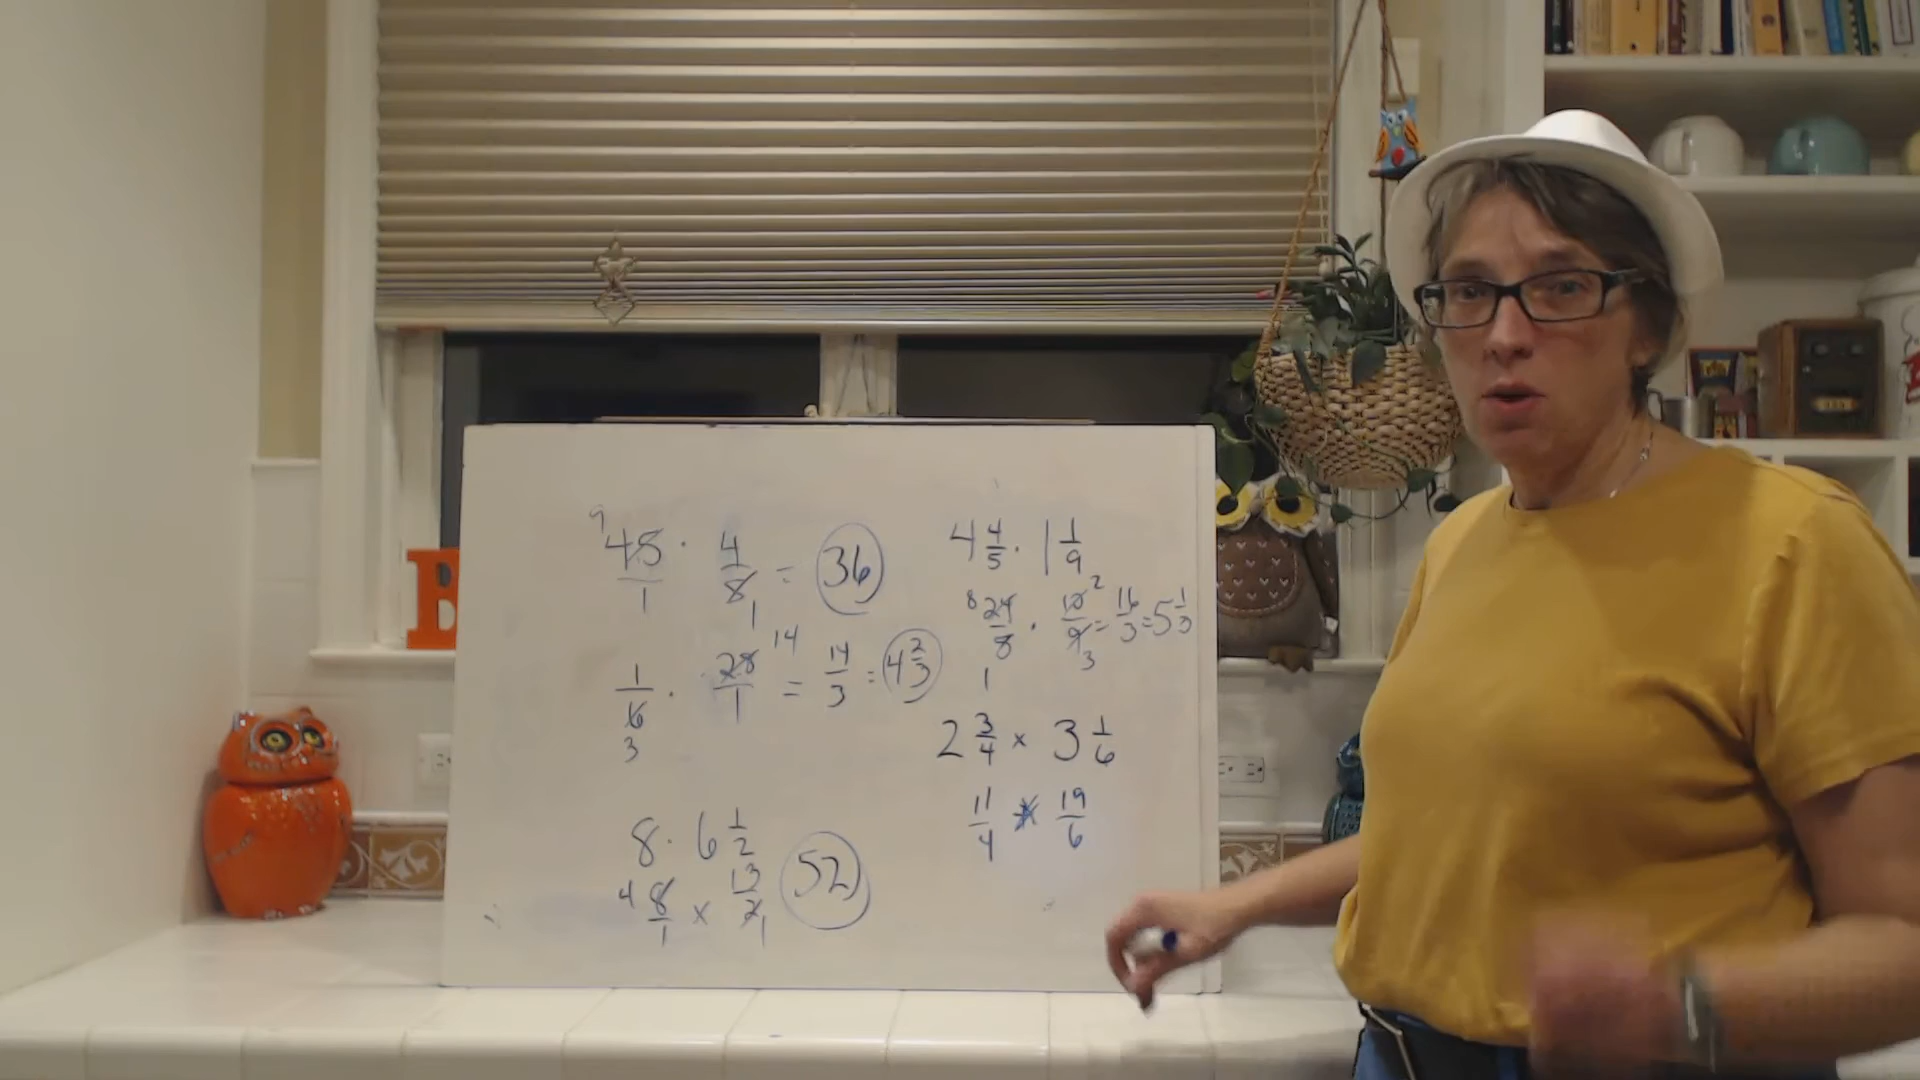 9
45/1 · 4/5 1 = 36
1/6 3 · 28/1 14 = 14/3 = 4 2/3
8 · 6 1/2
4 8/1 x 13/2 1 52
4 4/5 · 1 1/9
8 24/5 1 · 10/9 2 3 = 16/3 = 5 1/3
2 3/4 x 3 1/6
11/4 x 19/6
B